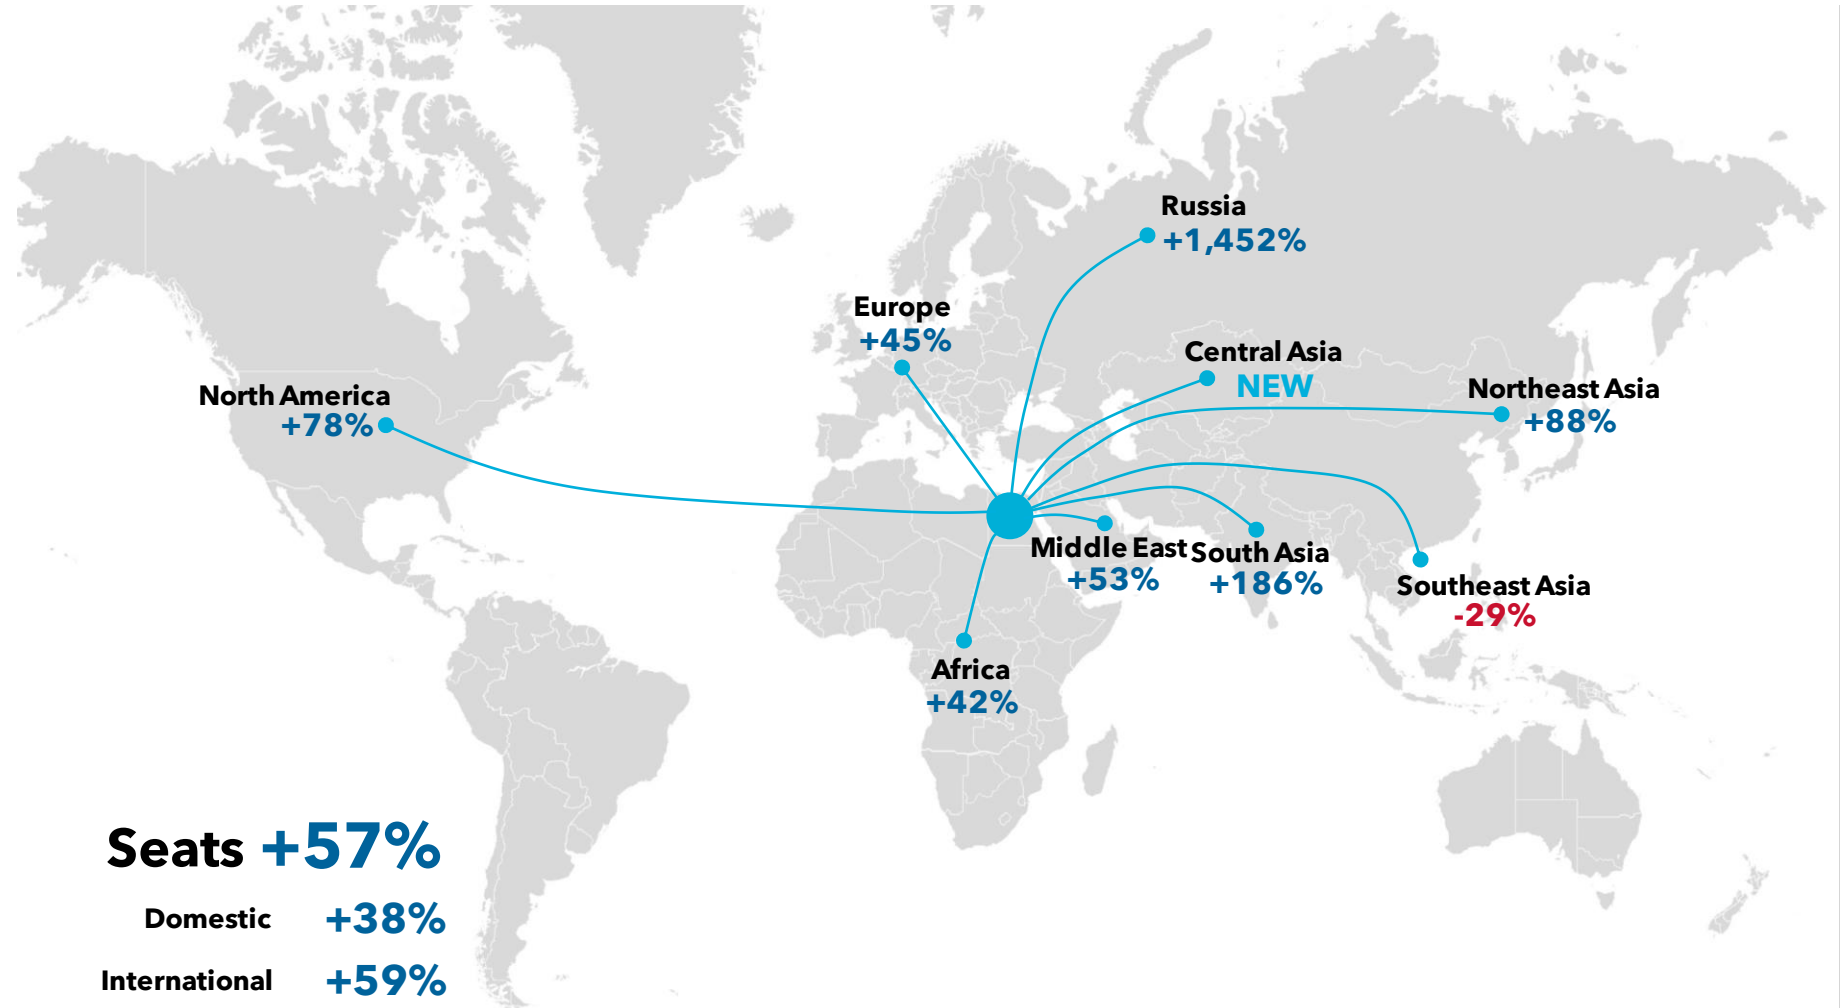 Russia
+1,452%
Europe
+45%
Central Asia
NEW
North America
+78%
Northeast Asia
+88%
Middle East
+53%
South Asia
+186%
Southeast Asia
-29%
Africa
+42%
Seats +57%
Domestic +38%
International +59%